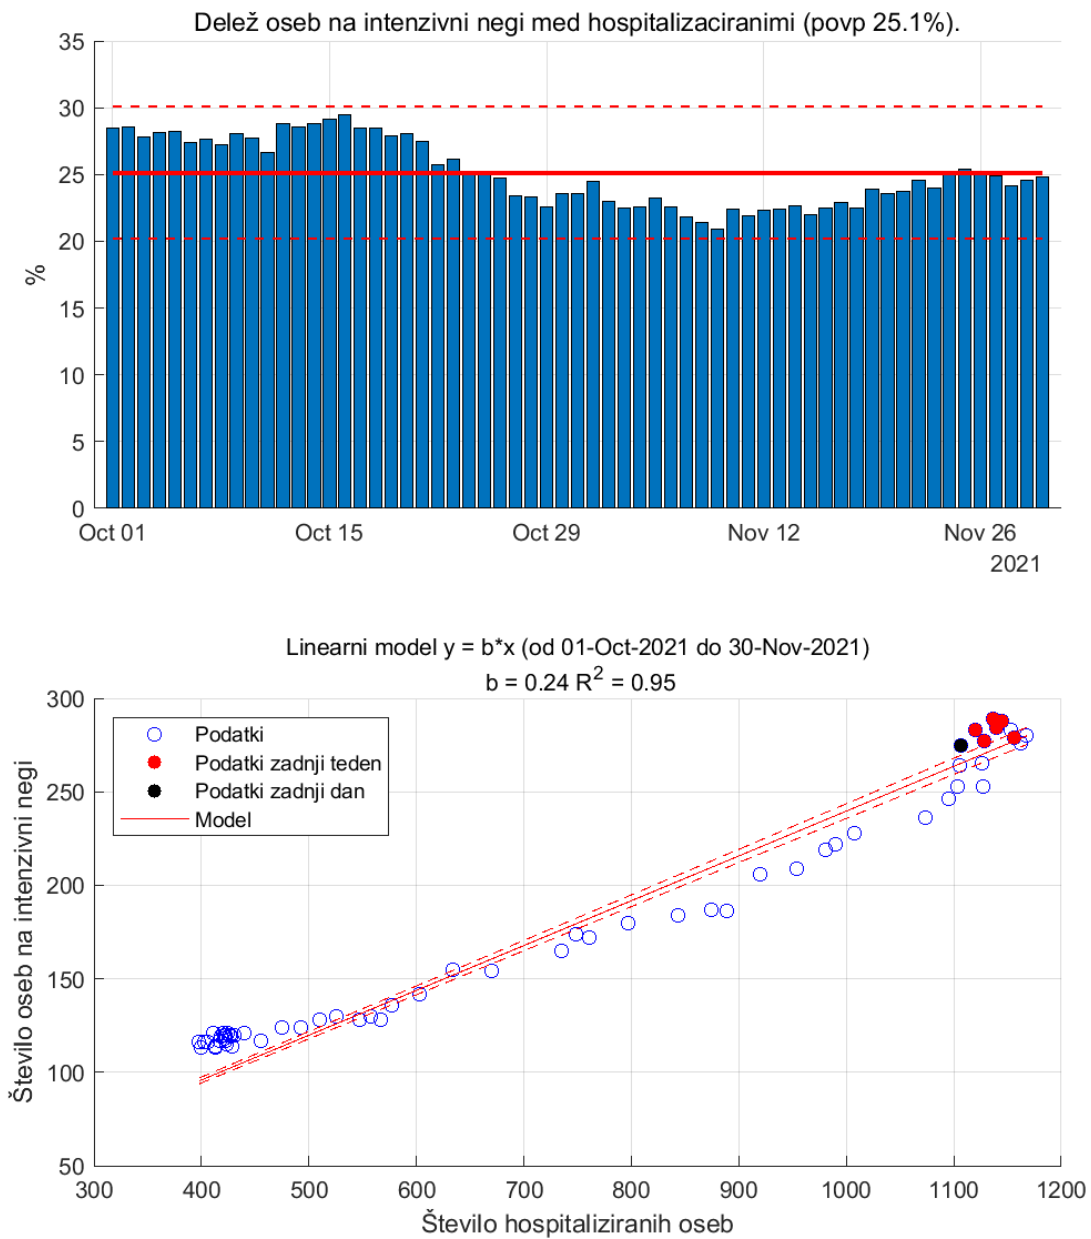 Delež oseb na intenzivni negi med hospitalizaciranimi (povp 25.1%).
35
30
25
20
15
10
5
0
%
Oct 01 Oct 15 Oct 29 Nov 12 Nov 26
2021
Linearni model y = b*x (od 01-Oct-2021 do 30-Nov-2021)
b = 0.24 R² = 0.95
300
250
200
150
100
50
Število oseb na intenzivni negi
Podatki
Podatki zadnji teden
Podatki zadnji dan
Model
300 400 500 600 700 800 900 1000 1100 1200
Število hospitaliziranih oseb